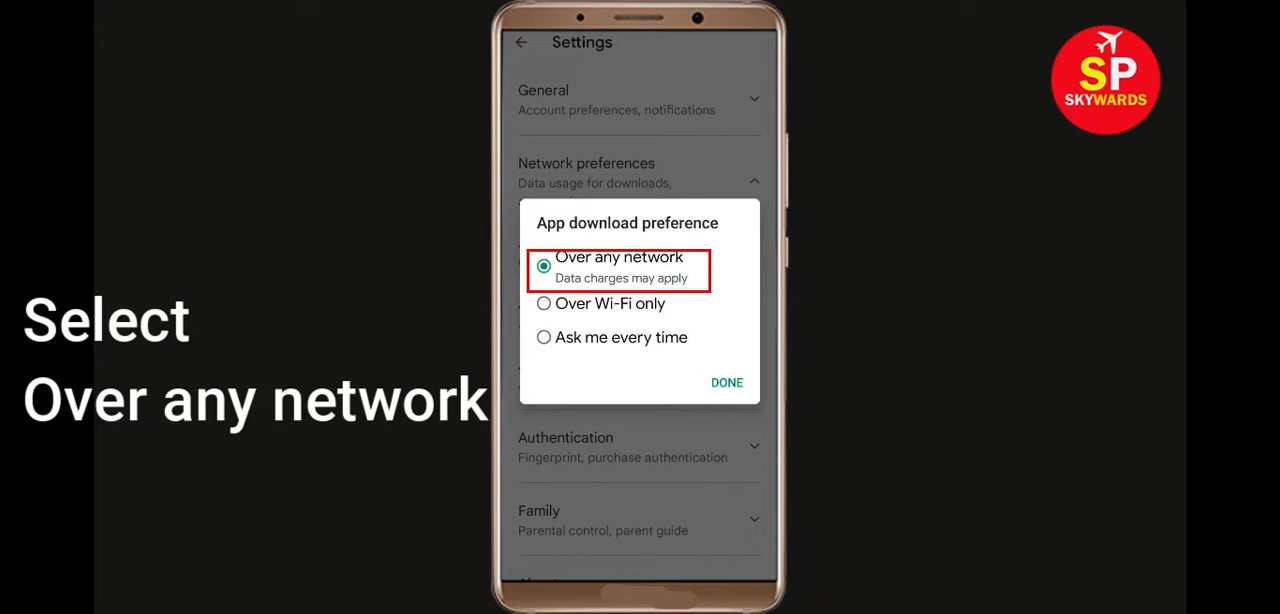 Settings
General
Account preferences, notifications
Network preferences
Data usage for downloads,
App download preference
Over any network
Data charges may apply
Over Wi-Fi only
Ask me every time
DONE
Authentication
Fingerprint, purchase authentication
Family
Parental control, parent guide
Select
Over any network
SP
SKYWARDS